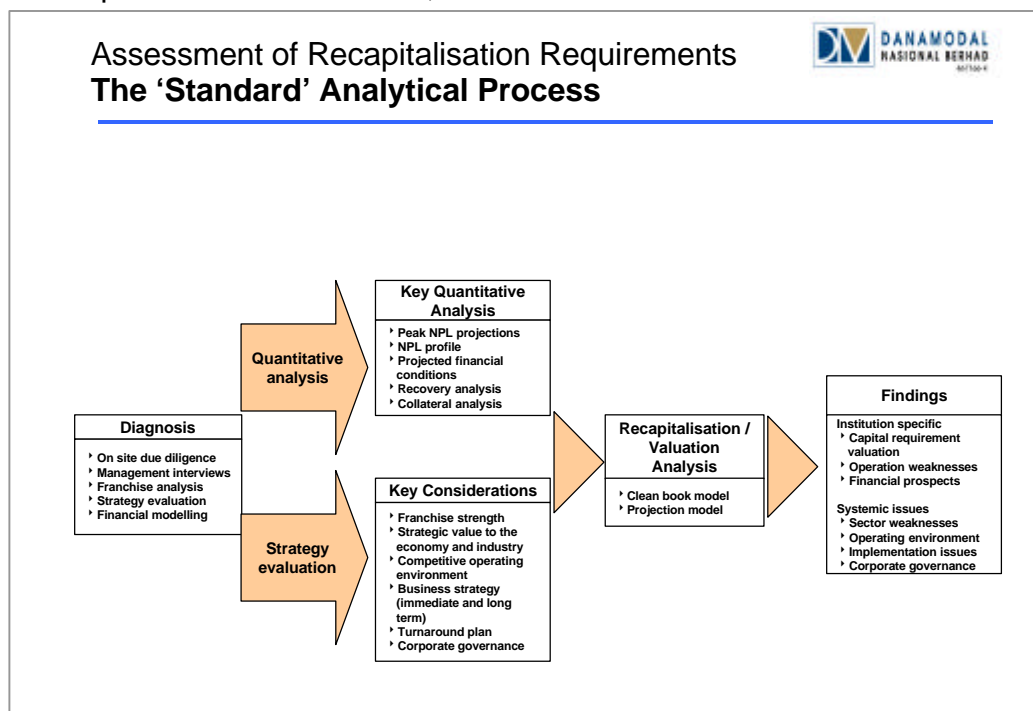 Assessment of Recapitalisation Requirements
The ‘Standard’ Analytical Process
DANAMODAL
NASIONAL BERHAD
Quantitative
analysis
Key Quantitative
Analysis
Peak NPL projections
NPL profile
Projected financial
conditions
Recovery analysis
Collateral analysis
Diagnosis
On site due diligence
Management interviews
Franchise analysis
Strategy evaluation
Financial modelling
Strategy
evaluation
Key Considerations
Franchise strength
Strategic value to the
economy and industry
Competitive operating
environment
Business strategy
(immediate and long
term)
Turnaround plan
Corporate governance
Recapitalisation /
Valuation
Analysis
Clean book model
Projection model
Findings
Institution specific
Capital requirement
valuation
Operation weaknesses
Financial prospects
Systemic issues
Sector weaknesses
Operating environment
Implementation issues
Corporate governance